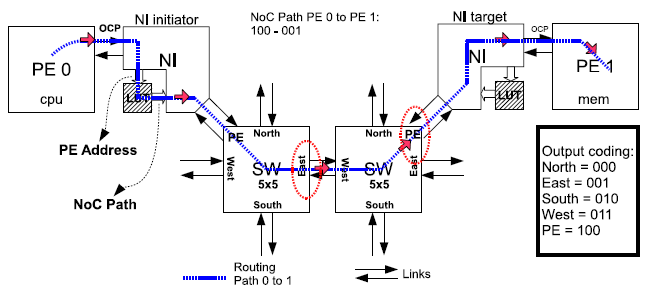 NI initiator
NI target
OCP
OCP
NoC Path PE 0 to PE 1:
100 - 001
PE 0
cpu
NI
LUT
NI
LUT
PE 1
mem
PE Address
NoC Path
PE
North
West
East
SW
5x5
South
PE
North
West
East
SW
5x5
South
Output coding:
North = 000
East = 001
South = 010
West = 011
PE = 100
Routing
Path 0 to 1
Links